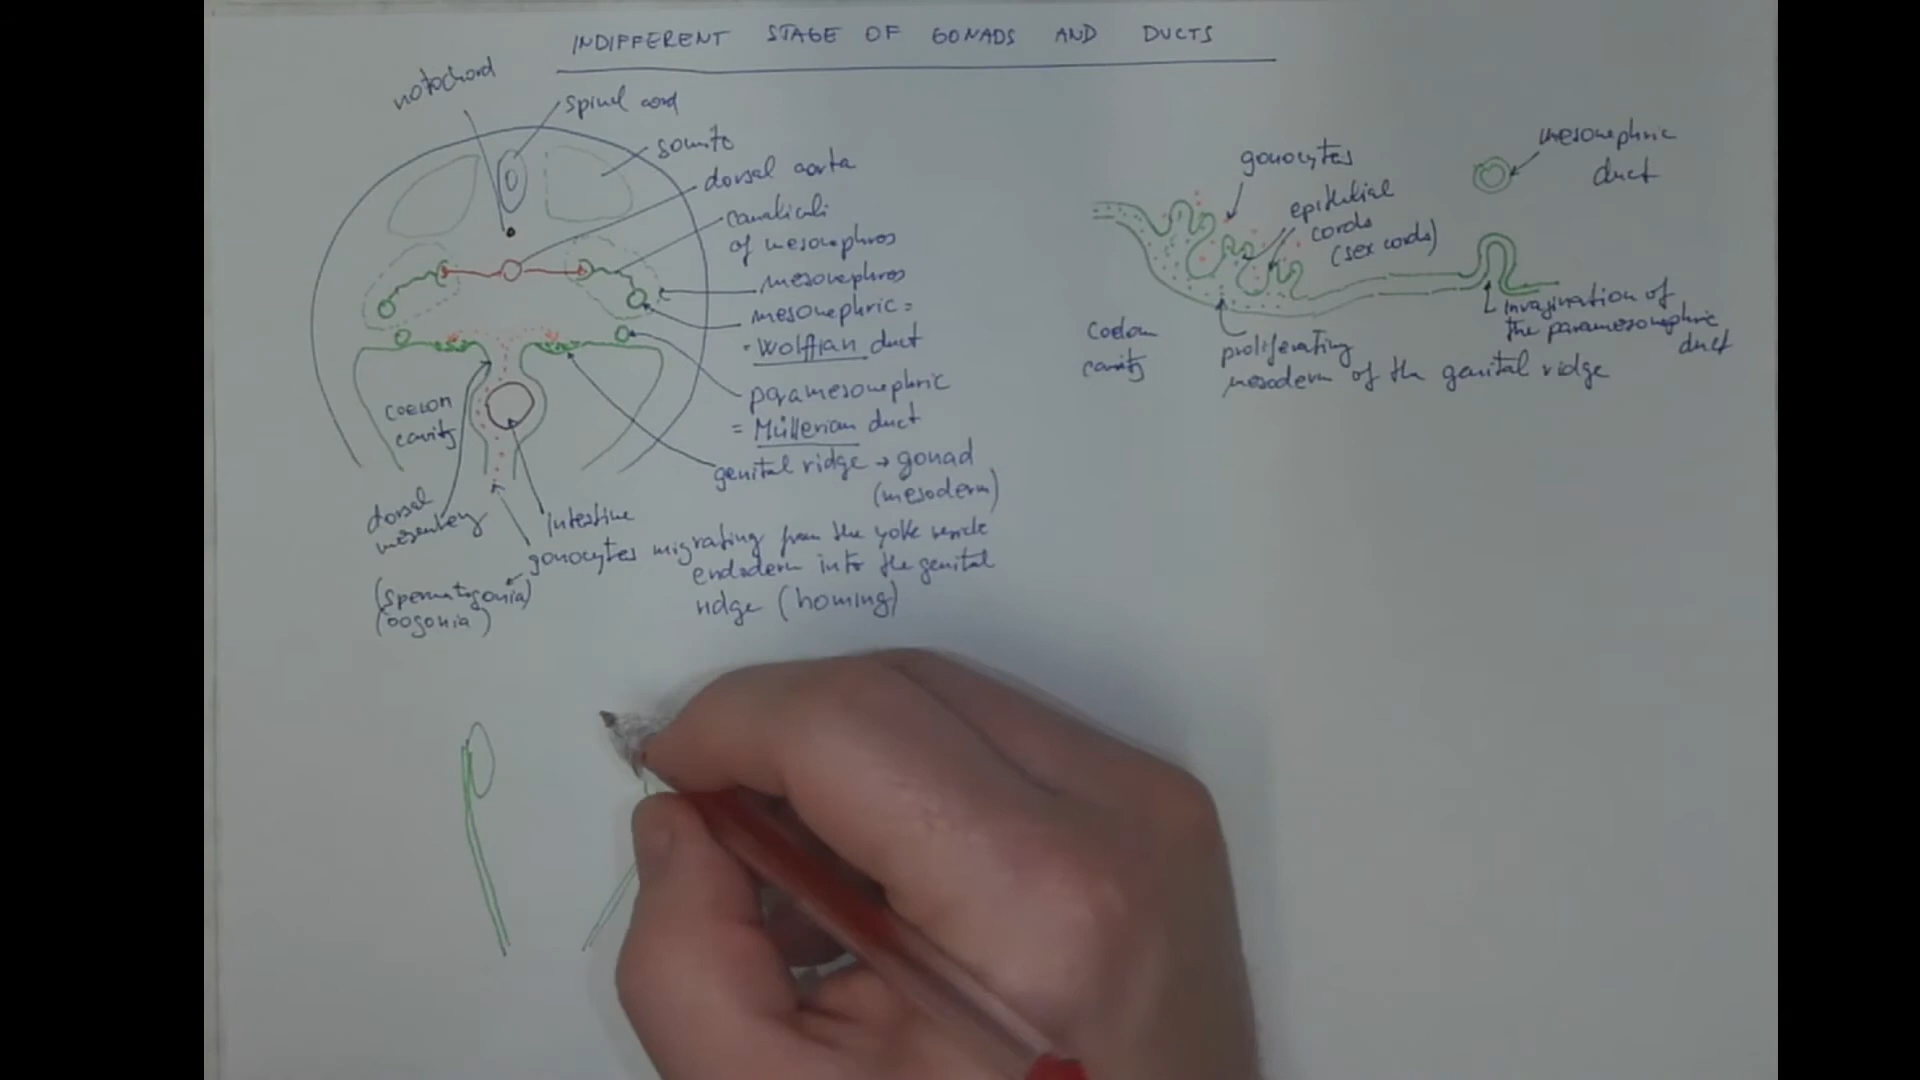 INDIFFERENT STAGE OF GONADS AND DUCTS
notochord
spinal cord
somite
dorsal aorta
canaliculi
of mesonephros
mesonephros
mesonephric =
= Wolffian duct
paramesonephric
= Müllerian duct
genital ridge → gonad
(mesoderm)
coelom
cavity
dorsal
mesentery
intestine
gonocytes migrating from the yolk vesicle
endoderm into the genital
ridge (homing)
(spermatogonia)
(oogonia)
gonocytes
epithelial
cords
(sex cords)
mesonephric
duct
coelom
cavity
proliferating
mesoderm of the genital ridge
invagination of
the paramesonephric
duct